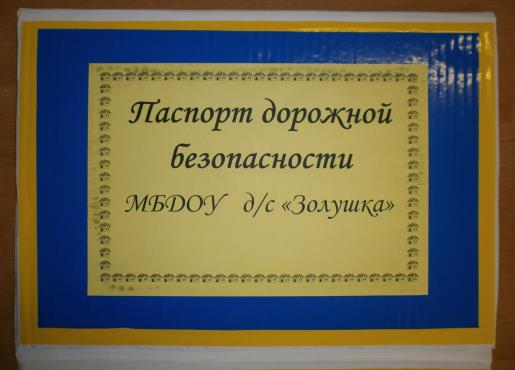 Паспорт дорожной
безопасности
МБДОУ д/с «Золушка»